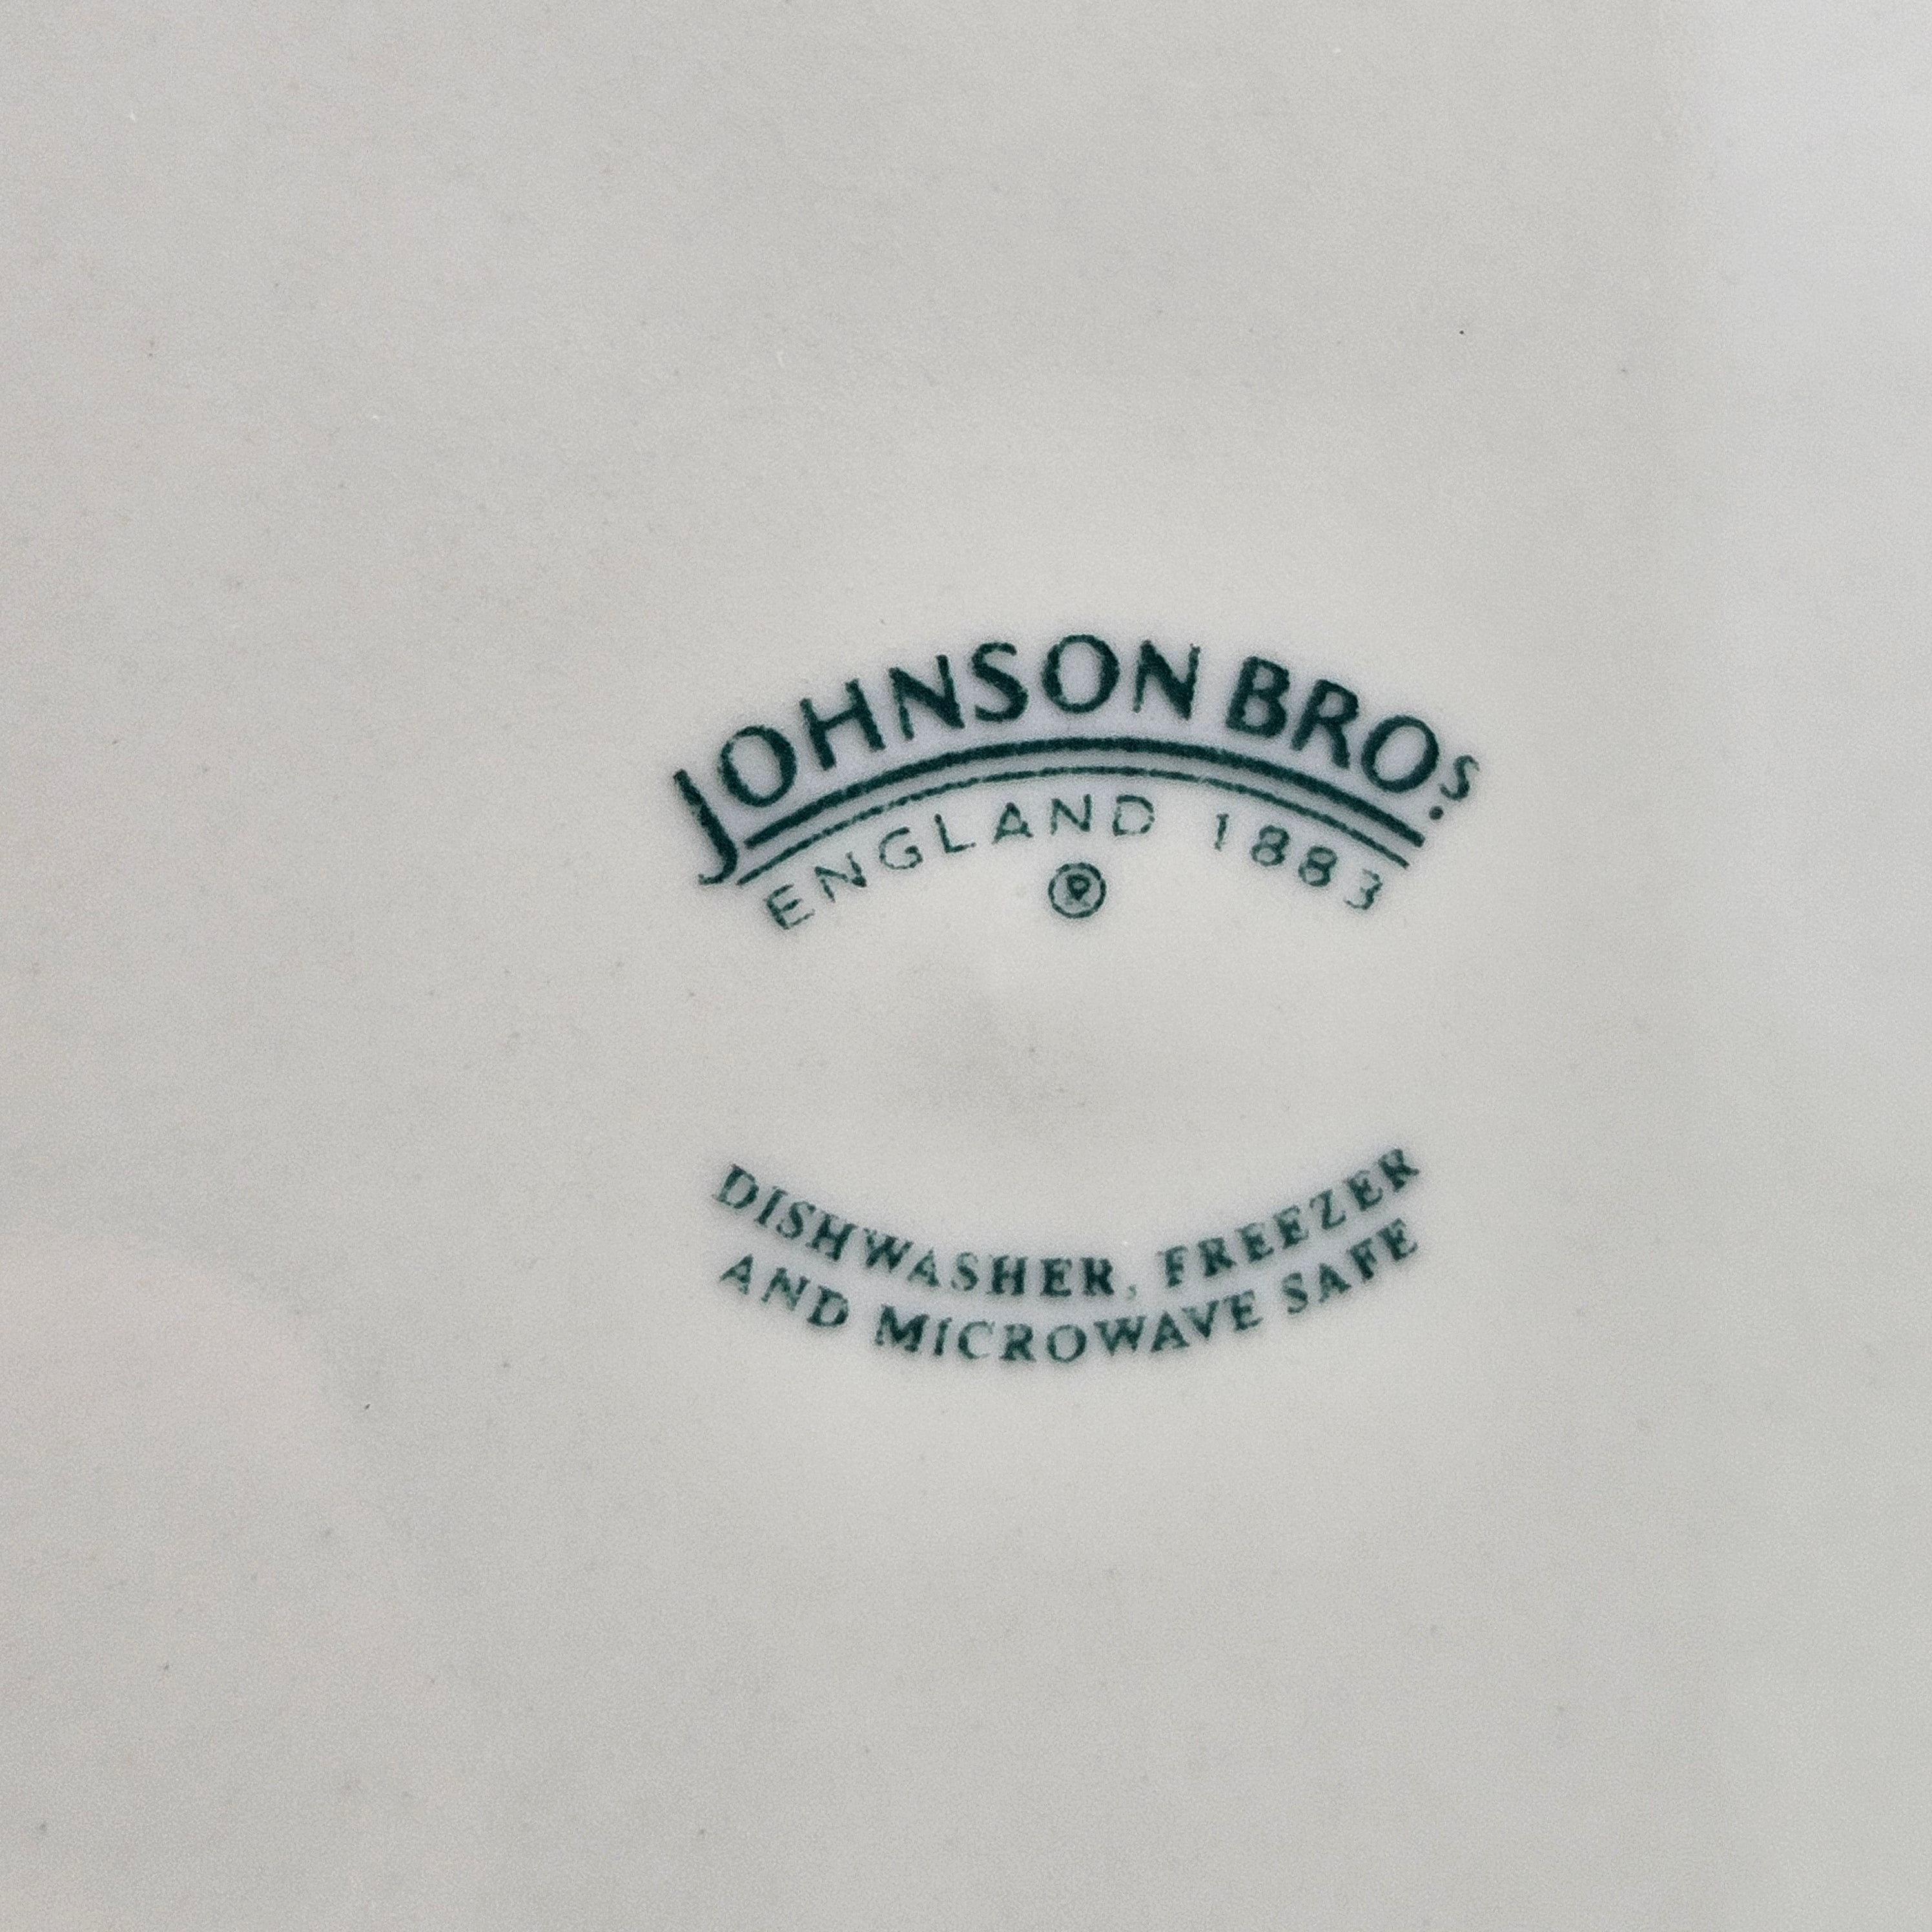 JOHNSON BROS.
ENGLAND 1883
®
DISHWASHER, FREEZER
AND MICROWAVE SAFE